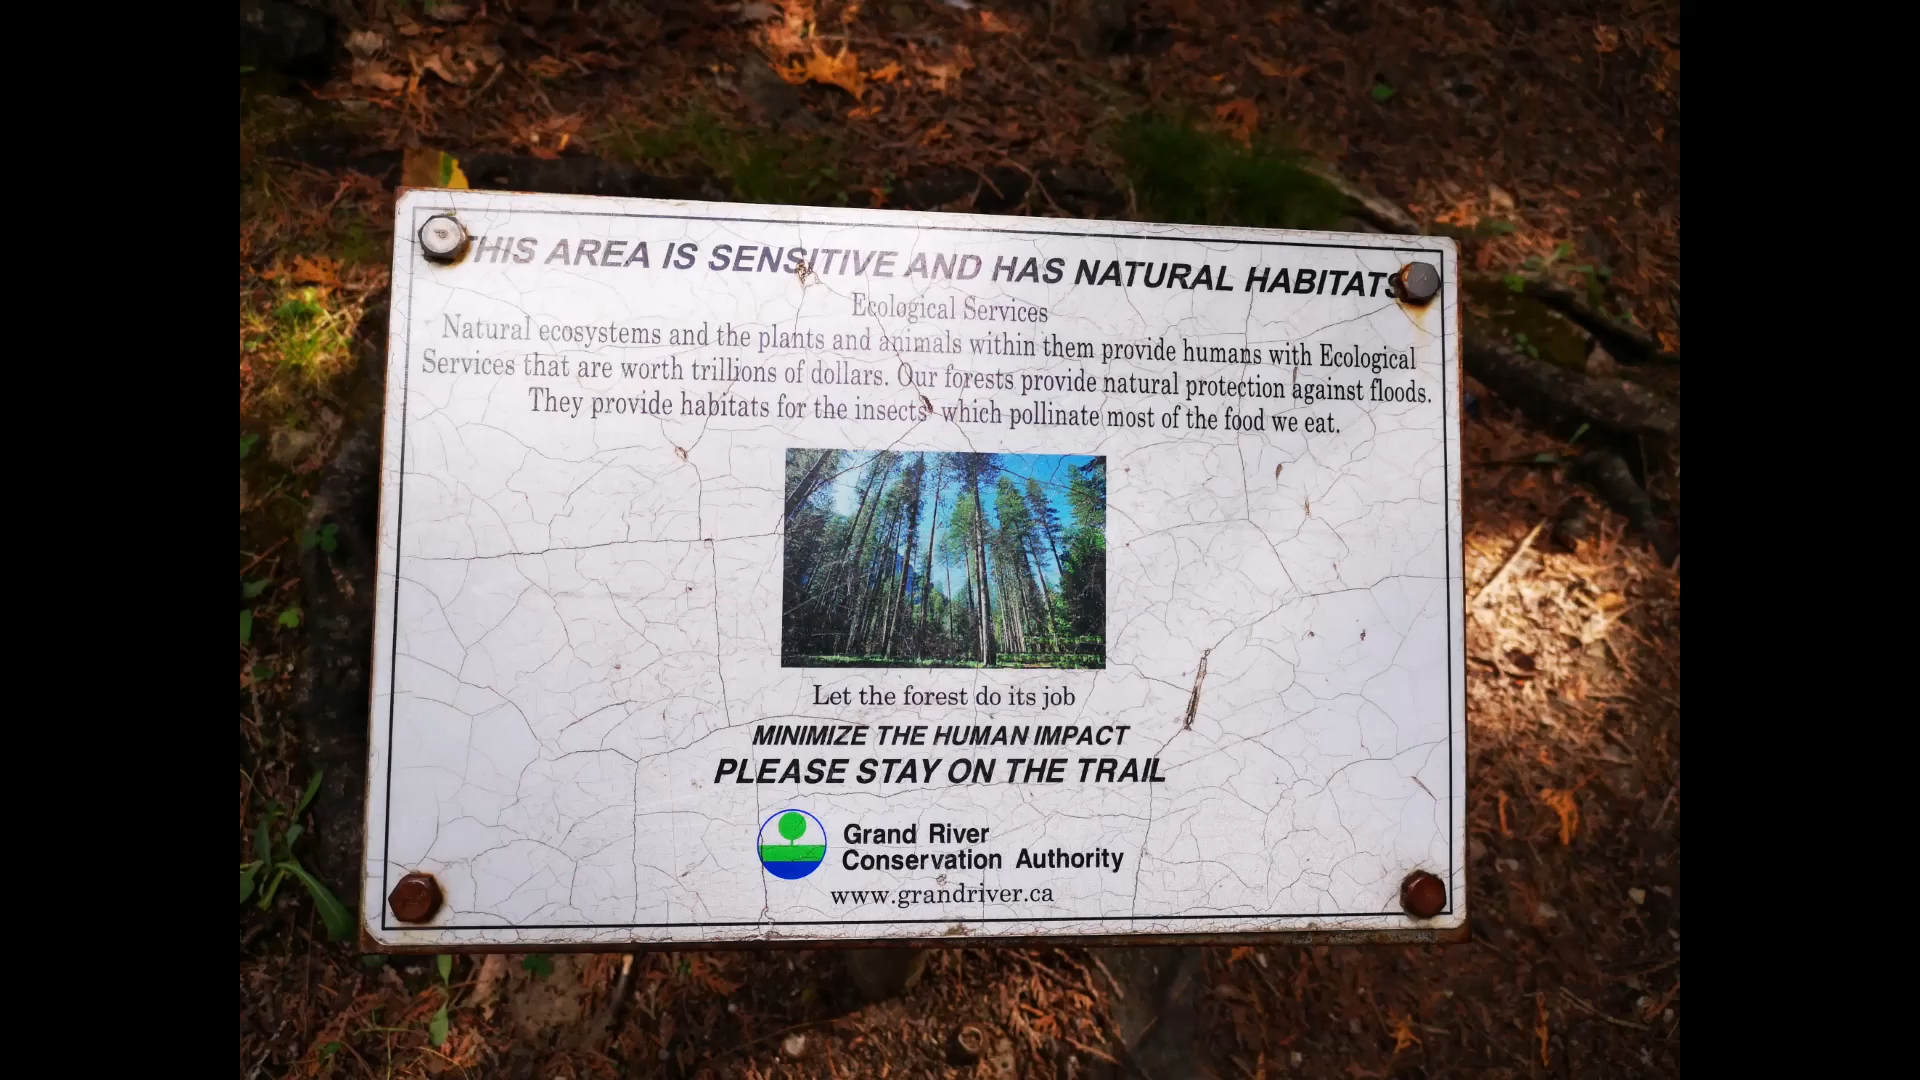 THIS AREA IS SENSITIVE AND HAS NATURAL HABITATS
Ecological Services
Natural ecosystems and the plants and animals within them provide humans with Ecological
Services that are worth trillions of dollars. Our forests provide natural protection against floods.
They provide habitats for the insects which pollinate most of the food we eat.
Let the forest do its job
MINIMIZE THE HUMAN IMPACT
PLEASE STAY ON THE TRAIL
Grand River
Conservation Authority
www.grandriver.ca